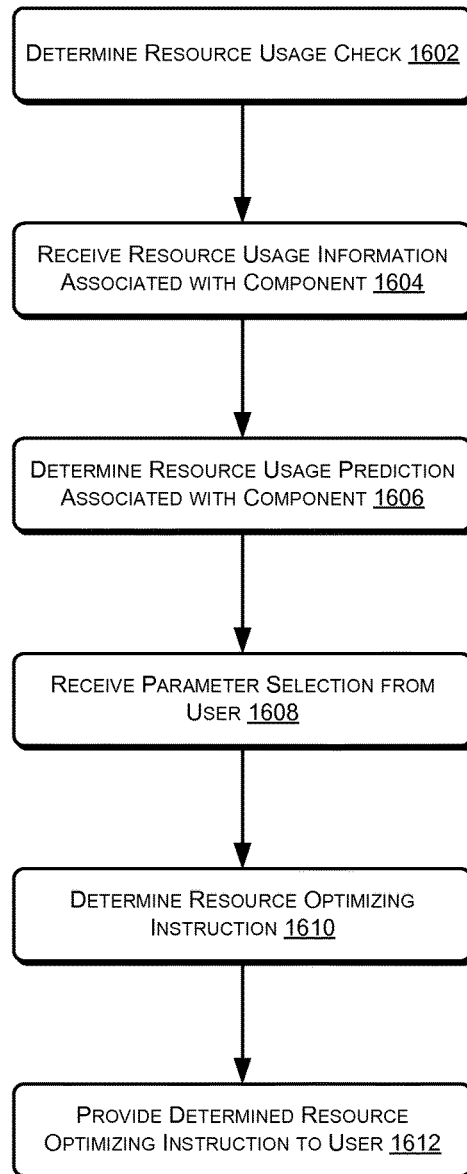 DETERMINE RESOURCE USAGE CHECK 1602
RECEIVE RESOURCE USAGE INFORMATION
ASSOCIATED WITH COMPONENT 1604
DETERMINE RESOURCE USAGE PREDICTION
ASSOCIATED WITH COMPONENT 1606
RECEIVE PARAMETER SELECTION FROM
USER 1608
DETERMINE RESOURCE OPTIMIZING
INSTRUCTION 1610
PROVIDE DETERMINED RESOURCE
OPTIMIZING INSTRUCTION TO USER 1612